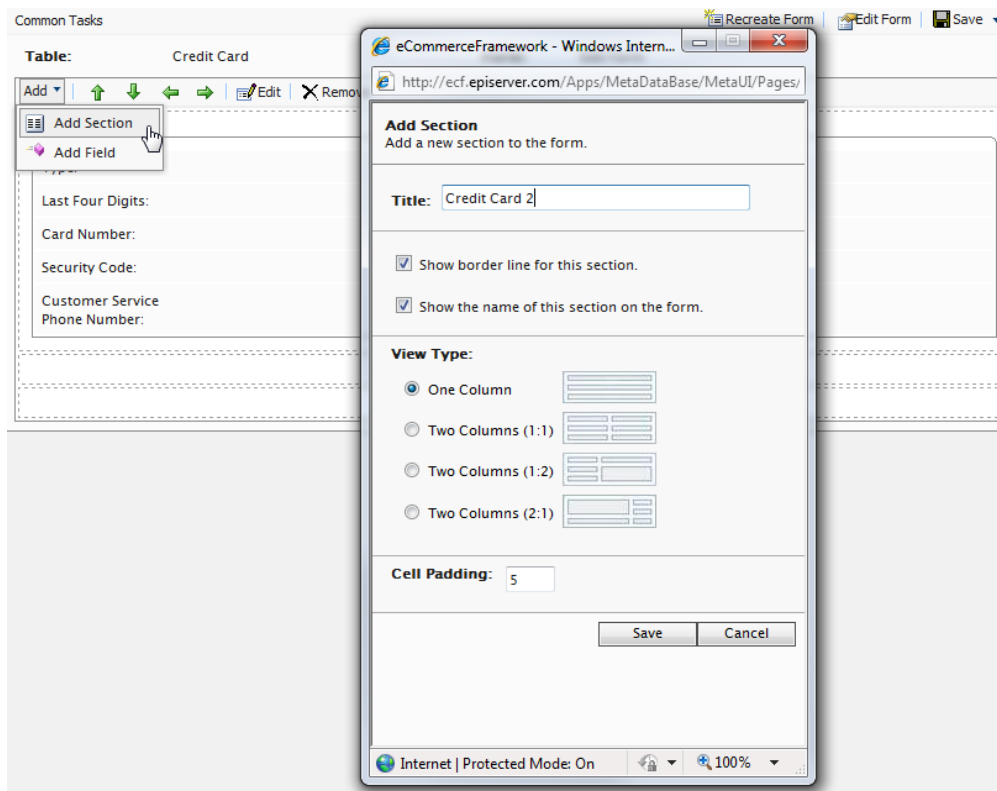 Common Tasks
Recreate Form
Edit Form
Save
Table:
Credit Card
Add
Edit
Remov
Add Section
Add Field
Last Four Digits:
Card Number:
Security Code:
Customer Service
Phone Number:
eCommerceFramework - Windows Intern...
http://ecf.episerver.com/Apps/MetaDataBase/MetaUI/Pages/
Add Section
Add a new section to the form.
Title:
Credit Card 2
Show border line for this section.
Show the name of this section on the form.
View Type:
One Column
Two Columns (1:1)
Two Columns (1:2)
Two Columns (2:1)
Cell Padding:
5
Save
Cancel
Internet | Protected Mode: On
100%